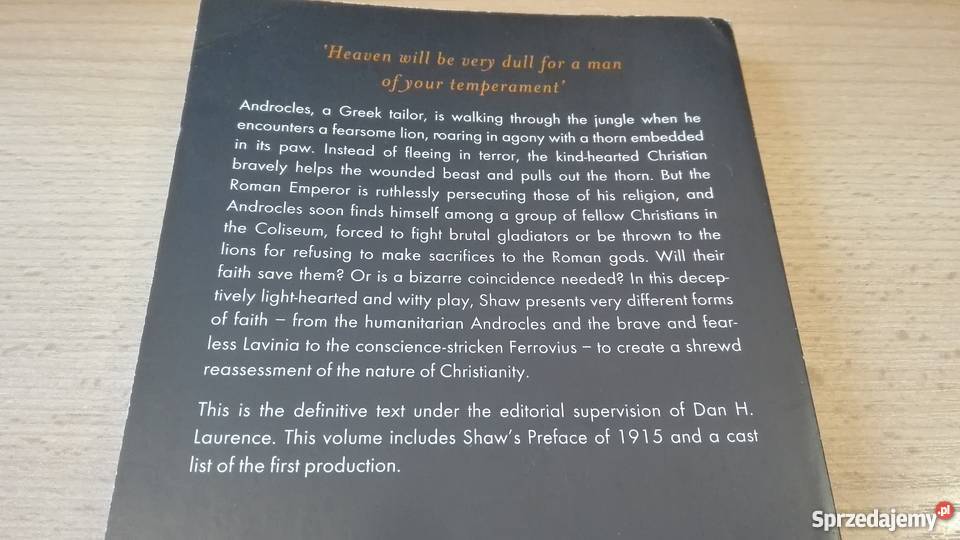 'Heaven will be very dull for a man
of your temperament'
Androcles, a Greek tailor, is walking through the jungle when he
encounters a fearsome lion, roaring in agony with a thorn embedded
in its paw. Instead of fleeing in terror, the kind-hearted Christian
bravely helps the wounded beast and pulls out the thorn. But the
Roman Emperor is ruthlessly persecuting those of his religion, and
Androcles soon finds himself among a group of fellow Christians in
the Coliseum, forced to fight brutal gladiators or be thrown to the
lions for refusing to make sacrifices to the Roman gods. Will their
faith save them? Or is a bizarre coincidence needed? In this decep-
tively light-hearted and witty play, Shaw presents very different forms
of faith – from the humanitarian Androcles and the brave and fear-
less Lavinia to the conscience-stricken Ferrovius – to create a shrewd
reassessment of the nature of Christianity.
This is the definitive text under the editorial supervision of Dan H.
Laurence. This volume includes Shaw's Preface of 1915 and a cast
list of the first production.
Sprzedajemy.pl